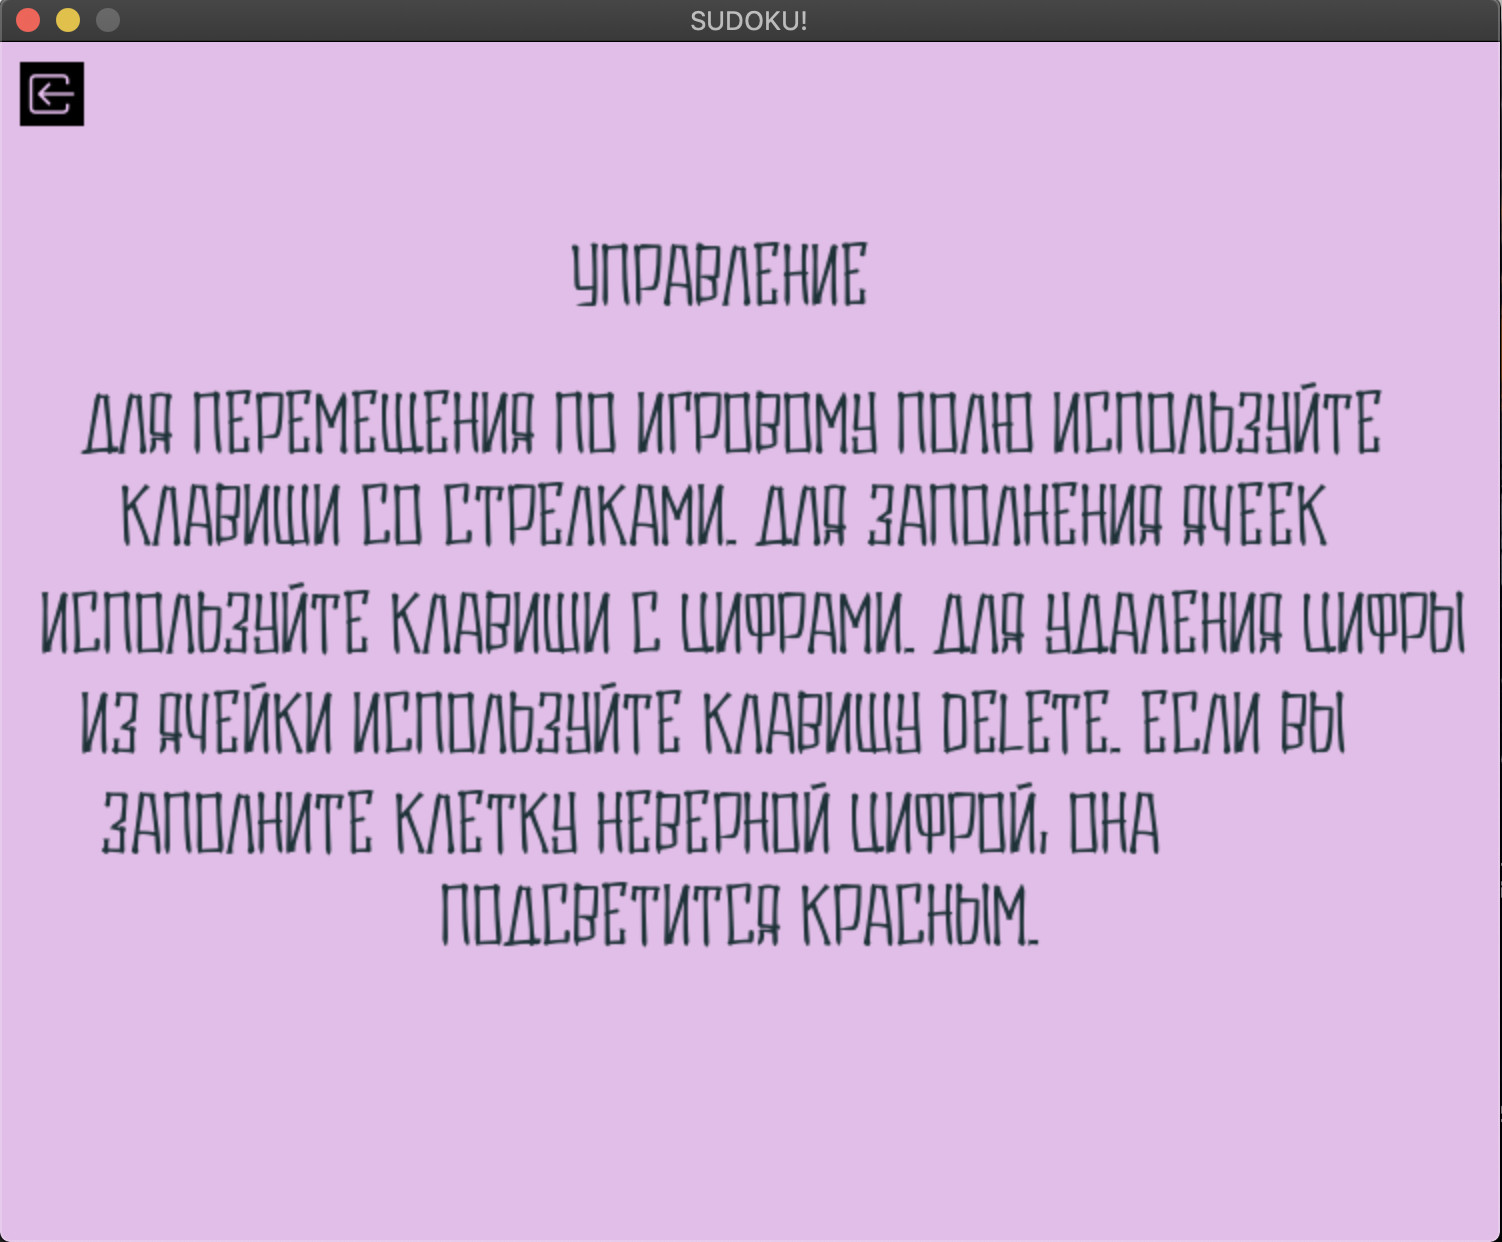 SUDOKU!
УПРАВЛЕНИЕ
ДЛЯ ПЕРЕМЕЩЕНИЯ ПО ИГРОВОМУ ПОЛЮ ИСПОЛЬЗУЙТЕ
КЛАВИШИ СО СТРЕЛКАМИ. ДЛЯ ЗАПОЛНЕНИЯ ЯЧЕЕК
ИСПОЛЬЗУЙТЕ КЛАВИШИ С ЦИФРАМИ. ДЛЯ УДАЛЕНИЯ ЦИФРЫ
ИЗ ЯЧЕЙКИ ИСПОЛЬЗУЙТЕ КЛАВИШУ DELETE. ЕСЛИ ВЫ
ЗАПОЛНИТЕ КЛЕТКУ НЕВЕРНОЙ ЦИФРОЙ, ОНА
ПОДСВЕТИТСЯ КРАСНЫМ.